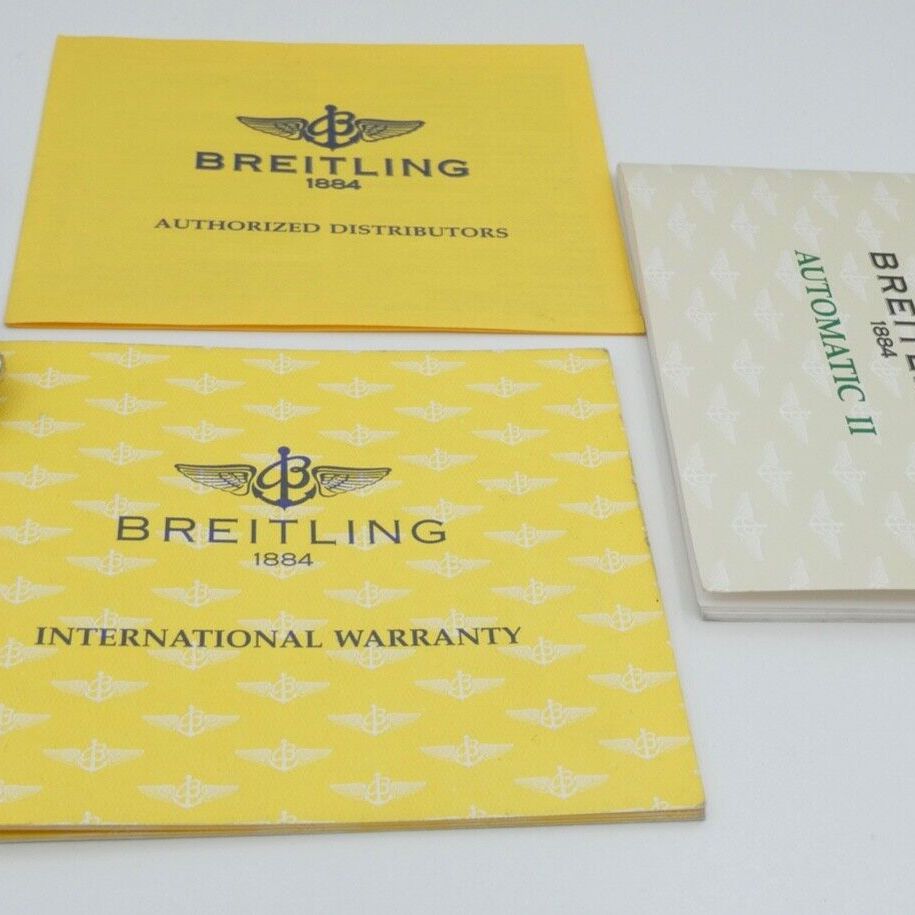 BREITLING
1884
AUTHORIZED DISTRIBUTORS
BREITLING
1884
INTERNATIONAL WARRANTY
1884
AUTOMATIC II